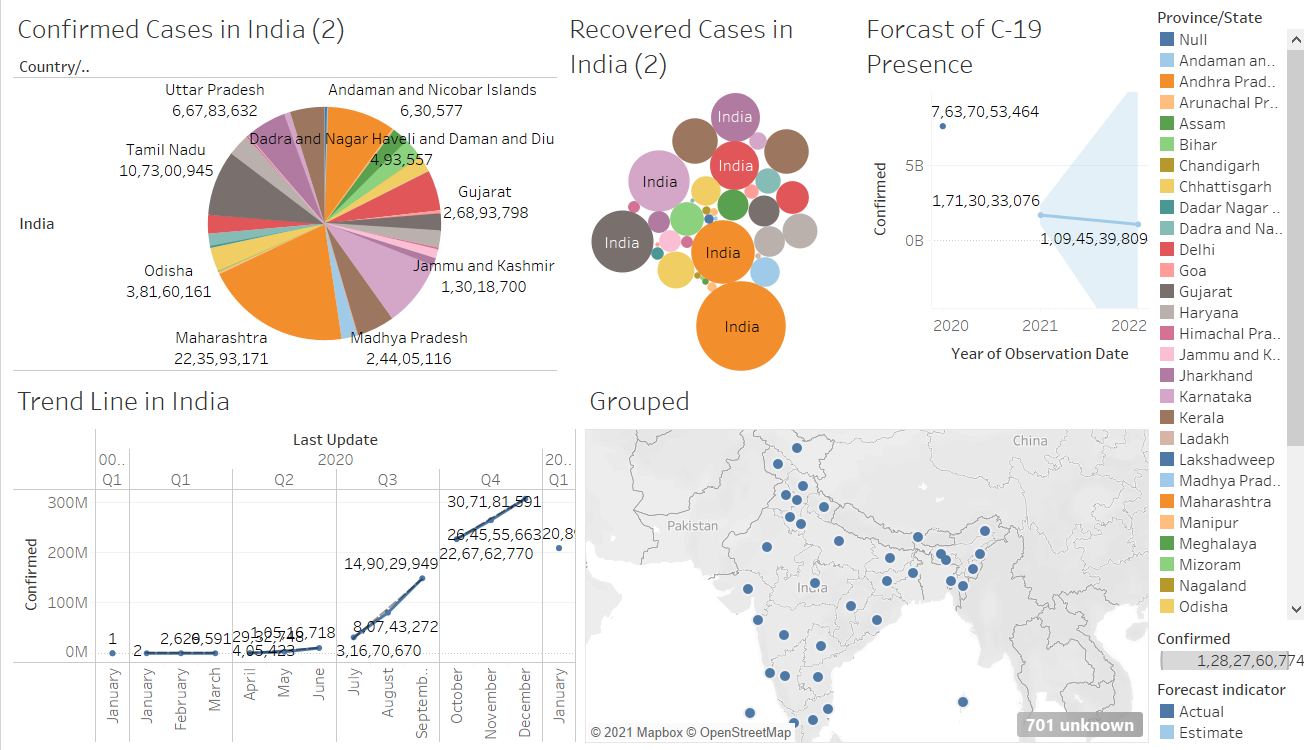 Confirmed Cases in India (2)
Country/..
India
Uttar Pradesh
6,67,83,632
Andaman and Nicobar Islands
6,30,577
Dadra and Nagar Haveli and Daman and Diu
4,93,557
Tamil Nadu
10,73,00,945
Gujarat
2,68,93,798
Odisha
3,81,60,161
Jammu and Kashmir
1,30,18,700
Maharashtra
22,35,93,171
Madhya Pradesh
2,44,05,116
Recovered Cases in
India (2)
India
India
India
India
India
India
Forcast of C-19
Presence
7,63,70,53,464
5B
1,71,30,33,076
0B
1,09,45,39,809
Confirmed
2020
2021
2022
Year of Observation Date
Trend Line in India
Last Update
00..
2020
20..
Q1
Q1
Q2
Q3
Q4
Q1
Confirmed
300M
200M
100M
0M
1
2
2,626
29,32,748
4,05,423
1,05,16,718
3,16,70,670
8,07,43,272
14,90,29,949
22,67,62,770
26,45,55,663
30,71,81,591
20,89
January
January
February
March
April
May
June
July
August
Septemb..
October
November
December
January
Grouped
China
Pakistan
India
© 2021 Mapbox © OpenStreetMap
701 unknown
Province/State
Null
Andaman an..
Andhra Prad..
Arunachal Pr..
Assam
Bihar
Chandigarh
Chhattisgarh
Dadar Nagar ..
Dadra and Na..
Delhi
Goa
Gujarat
Haryana
Himachal Pra..
Jammu and K..
Jharkhand
Karnataka
Kerala
Ladakh
Lakshadweep
Madhya Prad..
Maharashtra
Manipur
Meghalaya
Mizoram
Nagaland
Odisha
Confirmed
1,28,27,60,774
Forecast indicator
Actual
Estimate